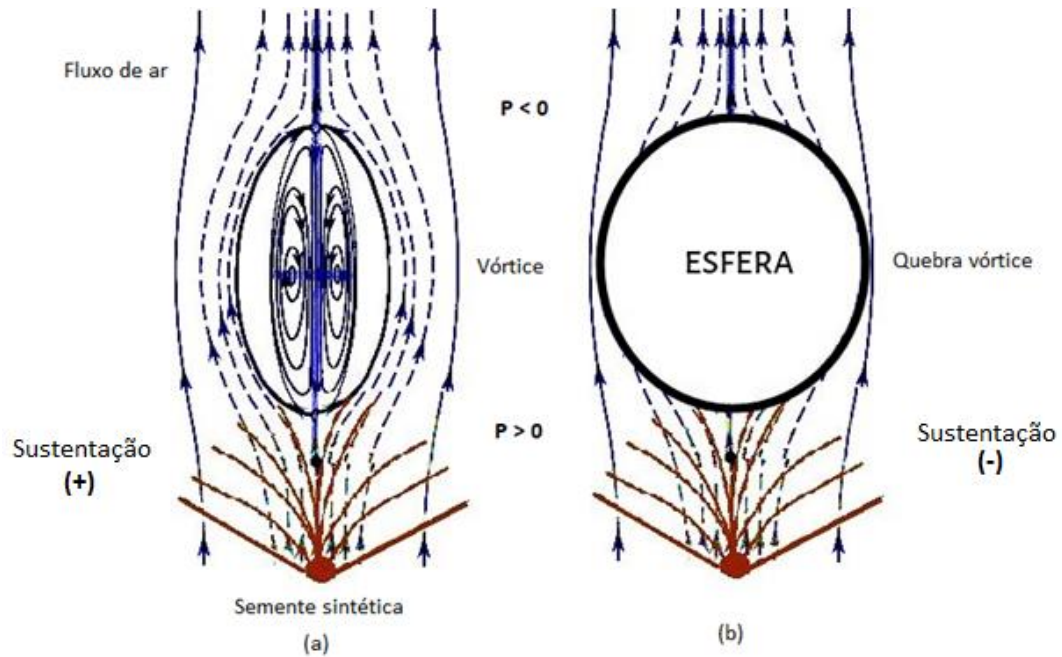 Fluxo de ar
P < 0
Vórtice
ESFERA
Quebra vórtice
P > 0
Sustentação
(+)
Sustentação
(-)
Semente sintética
(a)
(b)